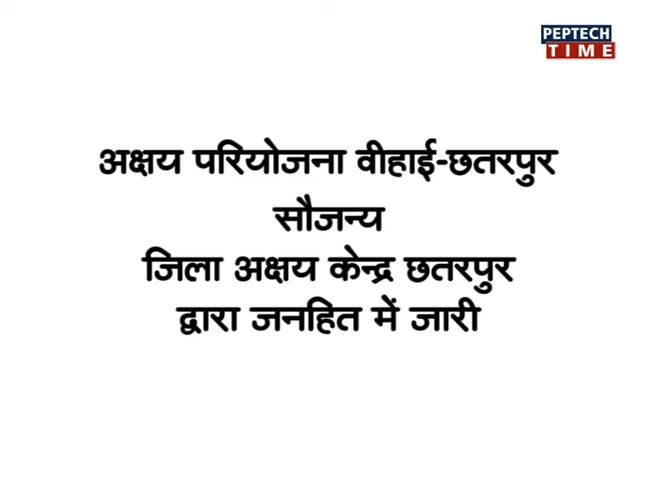 PEPTECH
TIME
अक्षय परियोजना वीहाई-छतरपुर
सौजन्य
जिला अक्षय केन्द्र छतरपुर
द्वारा जनहित में जारी